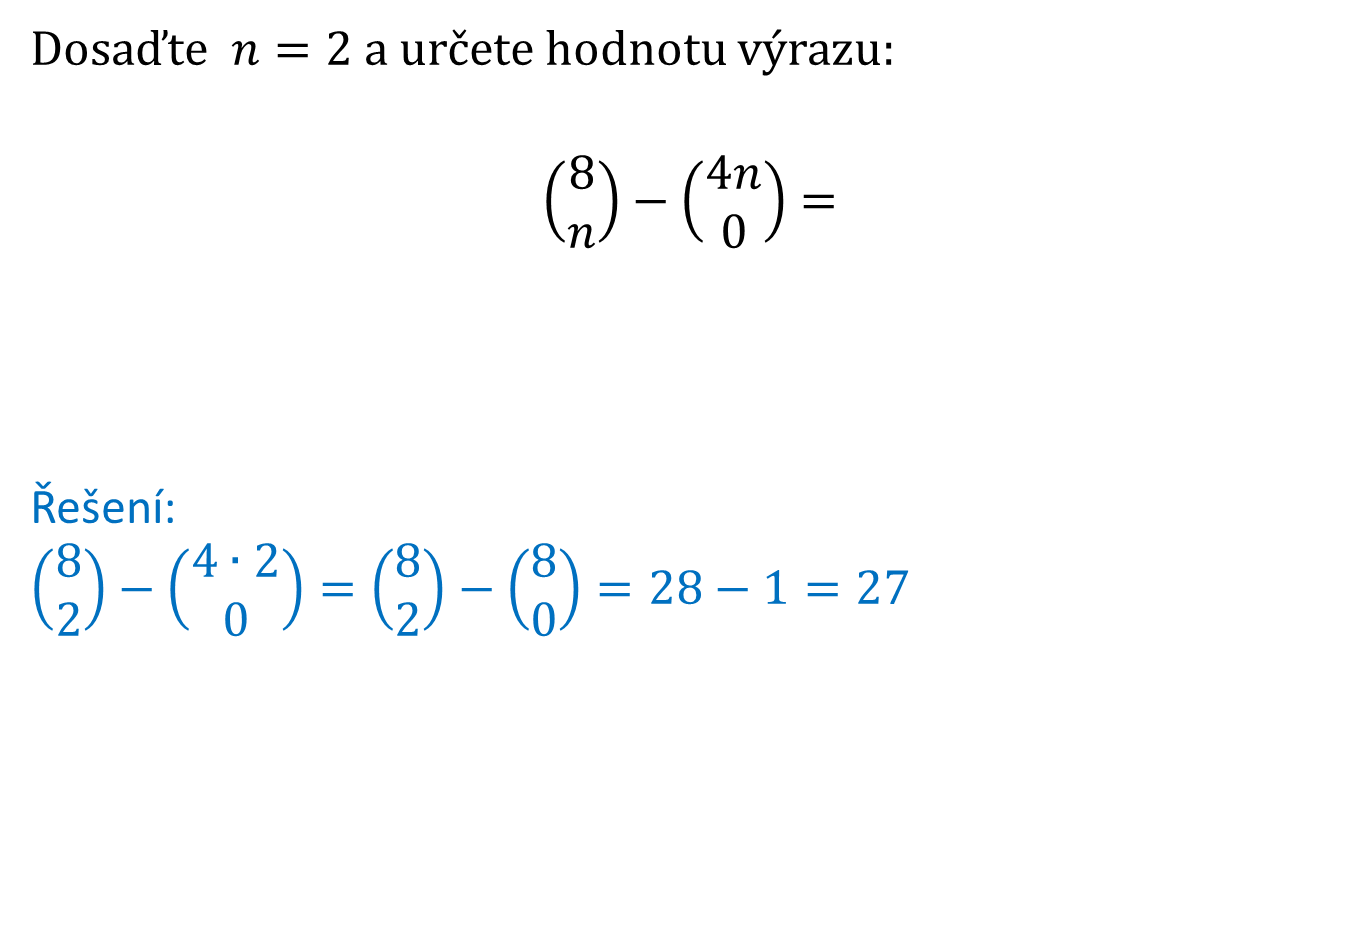 Dosaďte n = 2 a určete hodnotu výrazu:
(8 n) − (4n 0) =
Řešení:
(8 2) − (4 · 2 0) = (8 2) − (8 0) = 28 − 1 = 27